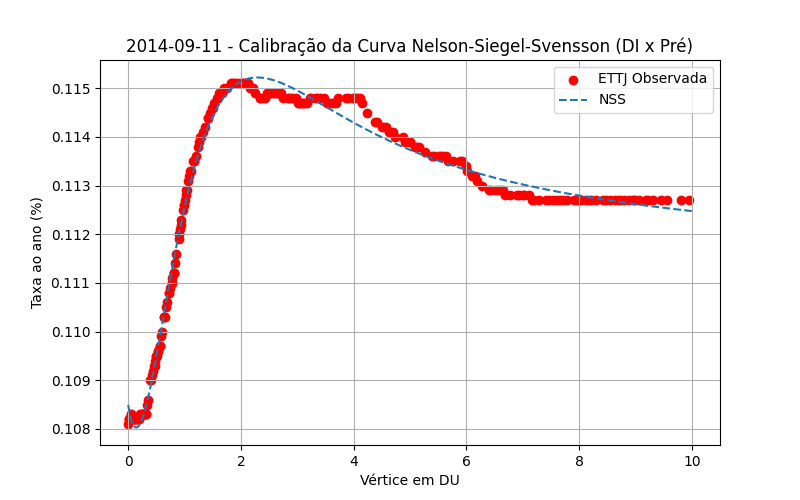 2014-09-11 - Calibração da Curva Nelson-Siegel-Svensson (DI x Pré)
ETTJ Observada
NSS
Taxa ao ano (%)
0.115
0.114
0.113
0.112
0.111
0.110
0.109
0.108
0 2 4 6 8 10
Vértice em DU